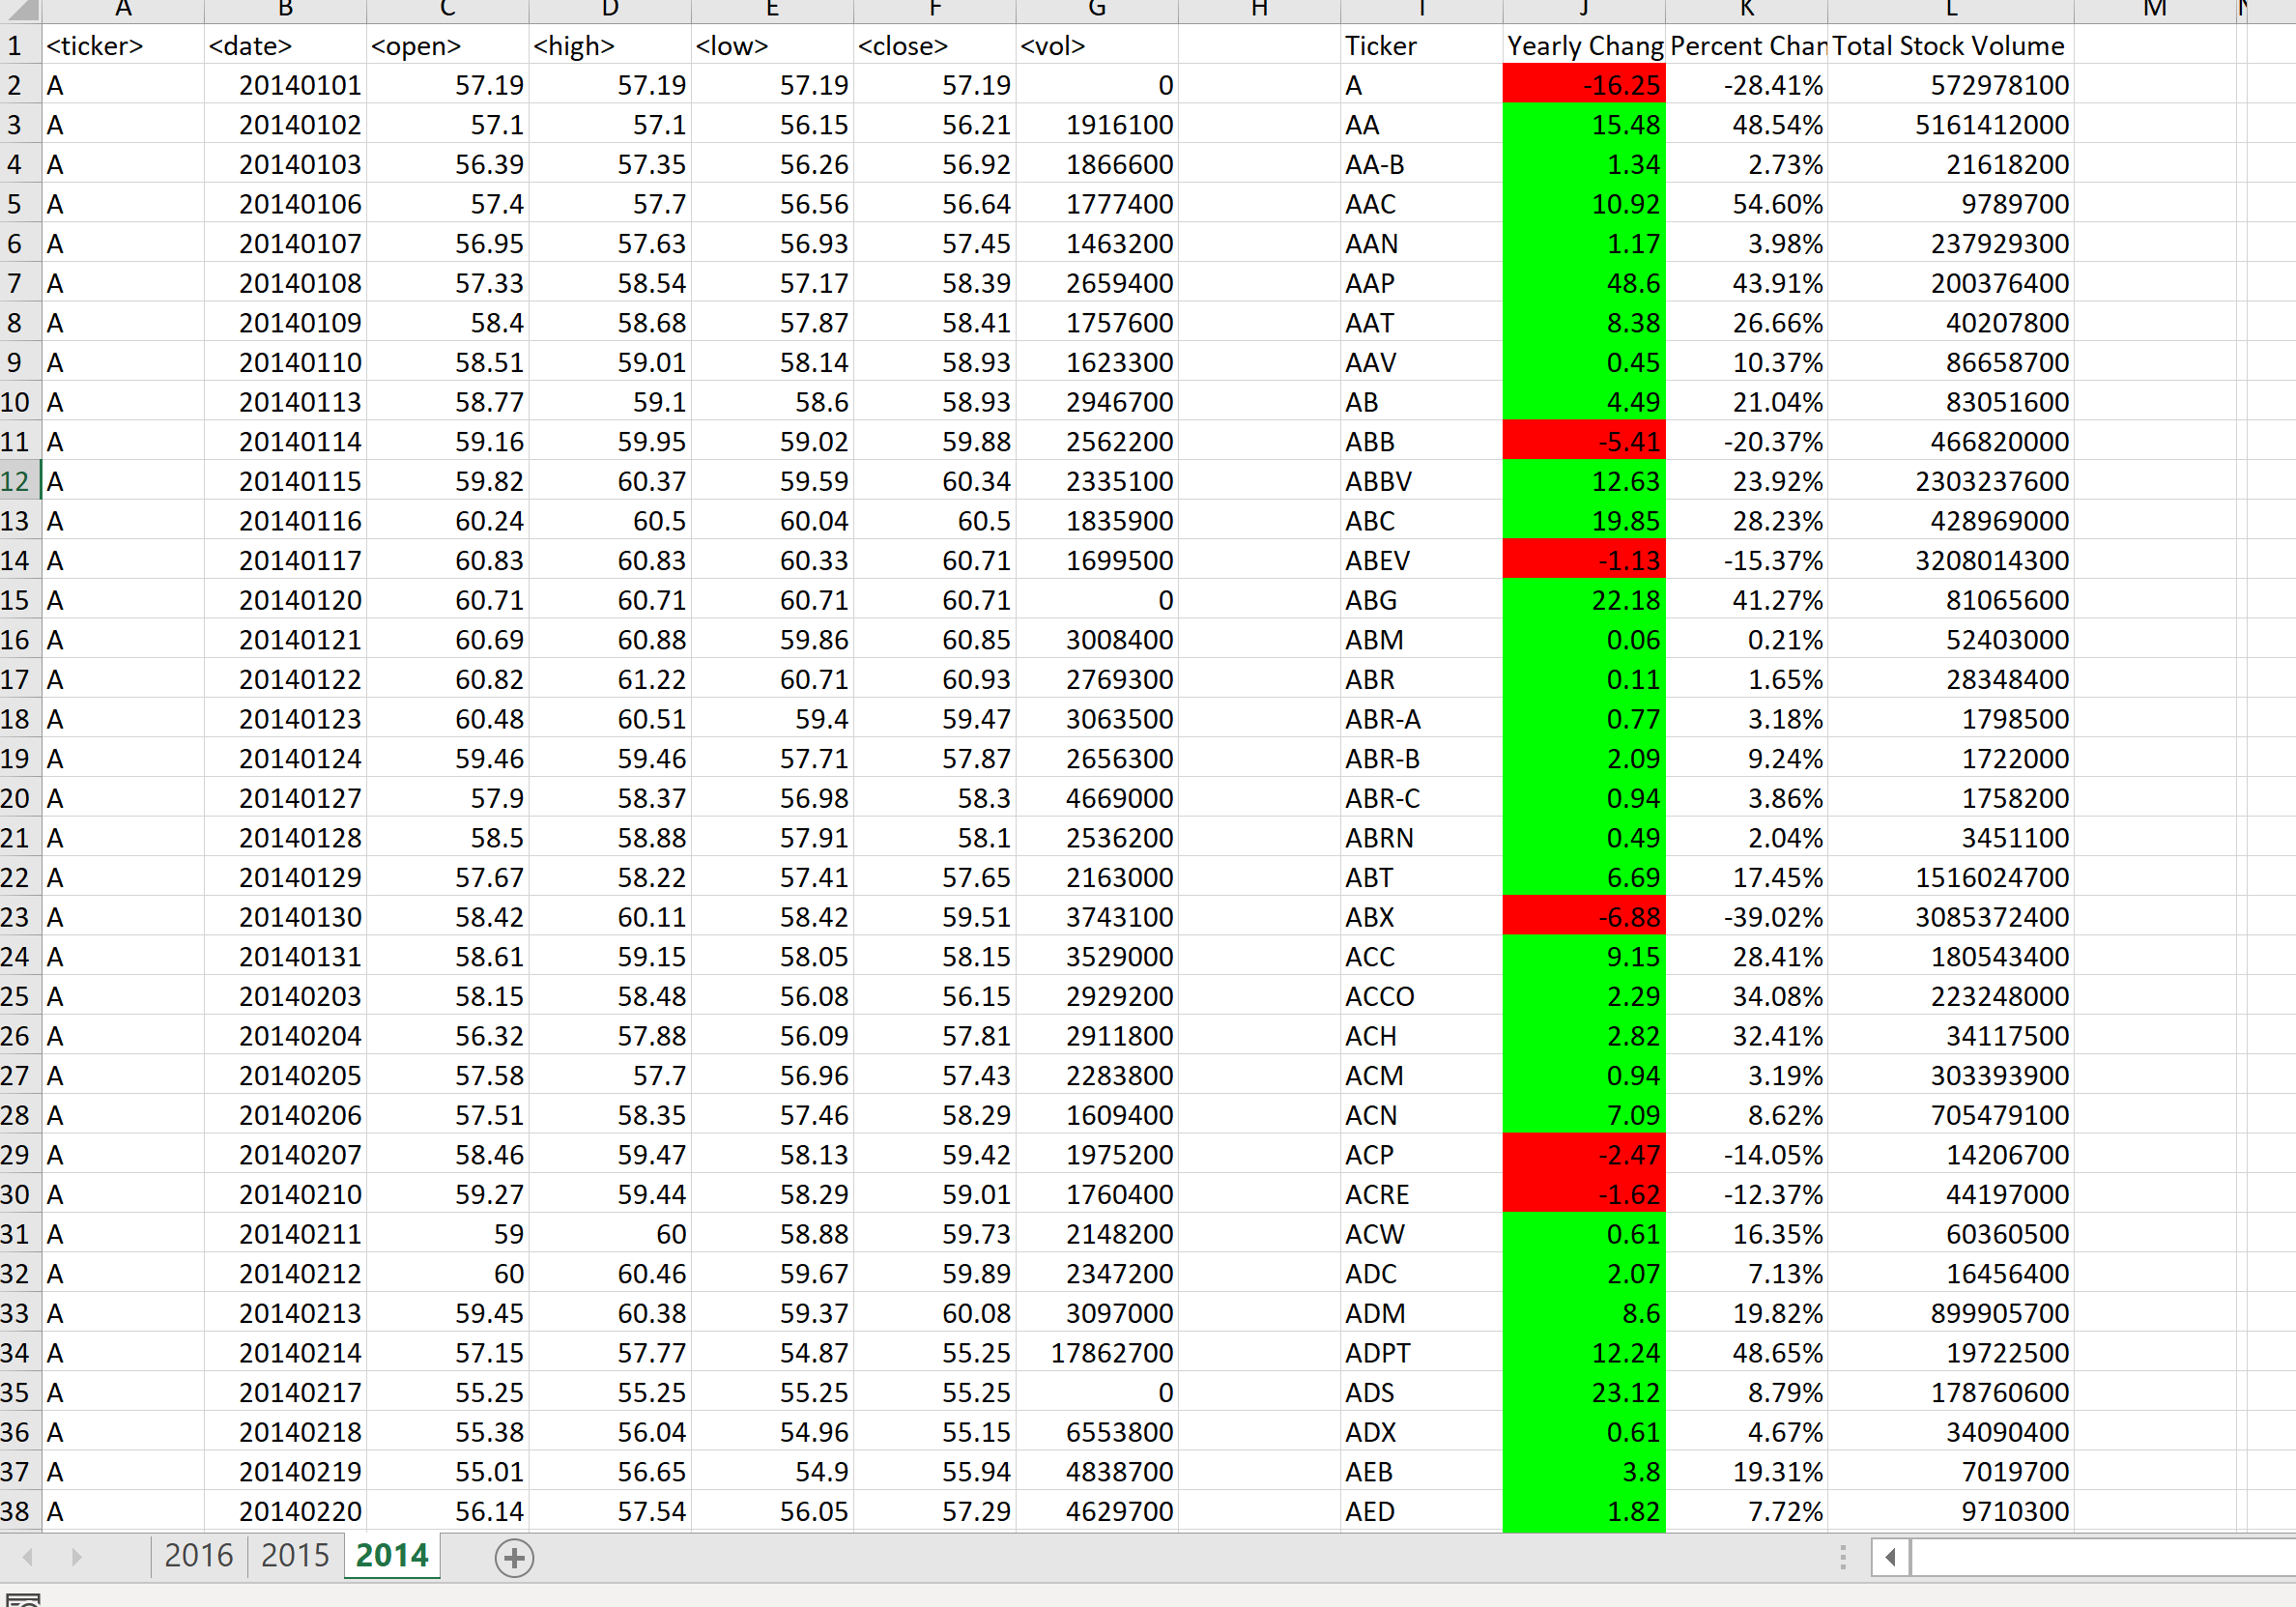 A B C D E F G H I J K L M
1 <ticker> <date> <open> <high> <low> <close> <vol> Ticker Yearly Chang Percent Chan Total Stock Volume
2 A 20140101 57.19 57.19 57.19 57.19 0 A -16.25 -28.41% 572978100
3 A 20140102 57.1 57.1 56.15 56.21 1916100 AA 15.48 48.54% 5161412000
4 A 20140103 56.39 57.35 56.26 56.92 1866600 AA-B 1.34 2.73% 21618200
5 A 20140106 57.4 57.7 56.56 56.64 1777400 AAC 10.92 54.60% 9789700
6 A 20140107 56.95 57.63 56.93 57.45 1463200 AAN 1.17 3.98% 237929300
7 A 20140108 57.33 58.54 57.17 58.39 2659400 AAP 48.6 43.91% 200376400
8 A 20140109 58.4 58.68 57.87 58.41 1757600 AAT 8.38 26.66% 40207800
9 A 20140110 58.51 59.01 58.14 58.93 1623300 AAV 0.45 10.37% 86658700
10 A 20140113 58.77 59.1 58.6 58.93 2946700 AB 4.49 21.04% 83051600
11 A 20140114 59.16 59.95 59.02 59.88 2562200 ABB -5.41 -20.37% 466820000
12 A 20140115 59.82 60.37 59.59 60.34 2335100 ABBV 12.63 23.92% 2303237600
13 A 20140116 60.24 60.5 60.04 60.5 1835900 ABC 19.85 28.23% 428969000
14 A 20140117 60.83 60.83 60.33 60.71 1699500 ABEV -1.13 -15.37% 3208014300
15 A 20140120 60.71 60.71 60.71 60.71 0 ABG 22.18 41.27% 81065600
16 A 20140121 60.69 60.88 59.86 60.85 3008400 ABM 0.06 0.21% 52403000
17 A 20140122 60.82 61.22 60.71 60.93 2769300 ABR 0.11 1.65% 28348400
18 A 20140123 60.48 60.51 59.4 59.47 3063500 ABR-A 0.77 3.18% 1798500
19 A 20140124 59.46 59.46 57.71 57.87 2656300 ABR-B 2.09 9.24% 1722000
20 A 20140127 57.9 58.37 56.98 58.3 4669000 ABR-C 0.94 3.86% 1758200
21 A 20140128 58.5 58.88 57.91 58.1 2536200 ABRN 0.49 2.04% 3451100
22 A 20140129 57.67 58.22 57.41 57.65 2163000 ABT 6.69 17.45% 1516024700
23 A 20140130 58.42 60.11 58.42 59.51 3743100 ABX -6.88 -39.02% 3085372400
24 A 20140131 58.61 59.15 58.05 58.15 3529000 ACC 9.15 28.41% 180543400
25 A 20140203 58.15 58.48 56.08 56.15 2929200 ACCO 2.29 34.08% 223248000
26 A 20140204 56.32 57.88 56.09 57.81 2911800 ACH 2.82 32.41% 34117500
27 A 20140205 57.58 57.7 56.96 57.43 2283800 ACM 0.94 3.19% 303393900
28 A 20140206 57.51 58.35 57.46 58.29 1609400 ACN 7.09 8.62% 705479100
29 A 20140207 58.46 59.47 58.13 59.42 1975200 ACP -2.47 -14.05% 14206700
30 A 20140210 59.27 59.44 58.29 59.01 1760400 ACRE -1.62 -12.37% 44197000
31 A 20140211 59 60 58.88 59.73 2148200 ACW 0.61 16.35% 60360500
32 A 20140212 60 60.46 59.67 59.89 2347200 ADC 2.07 7.13% 16456400
33 A 20140213 59.45 60.38 59.37 60.08 3097000 ADM 8.6 19.82% 899905700
34 A 20140214 57.15 57.77 54.87 55.25 17862700 ADPT 12.24 48.65% 19722500
35 A 20140217 55.25 55.25 55.25 55.25 0 ADS 23.12 8.79% 178760600
36 A 20140218 55.38 56.04 54.96 55.15 6553800 ADX 0.61 4.67% 34090400
37 A 20140219 55.01 56.65 54.9 55.94 4838700 AEB 3.8 19.31% 7019700
38 A 20140220 56.14 57.54 56.05 57.29 4629700 AED 1.82 7.72% 9710300
2016 2015 2014